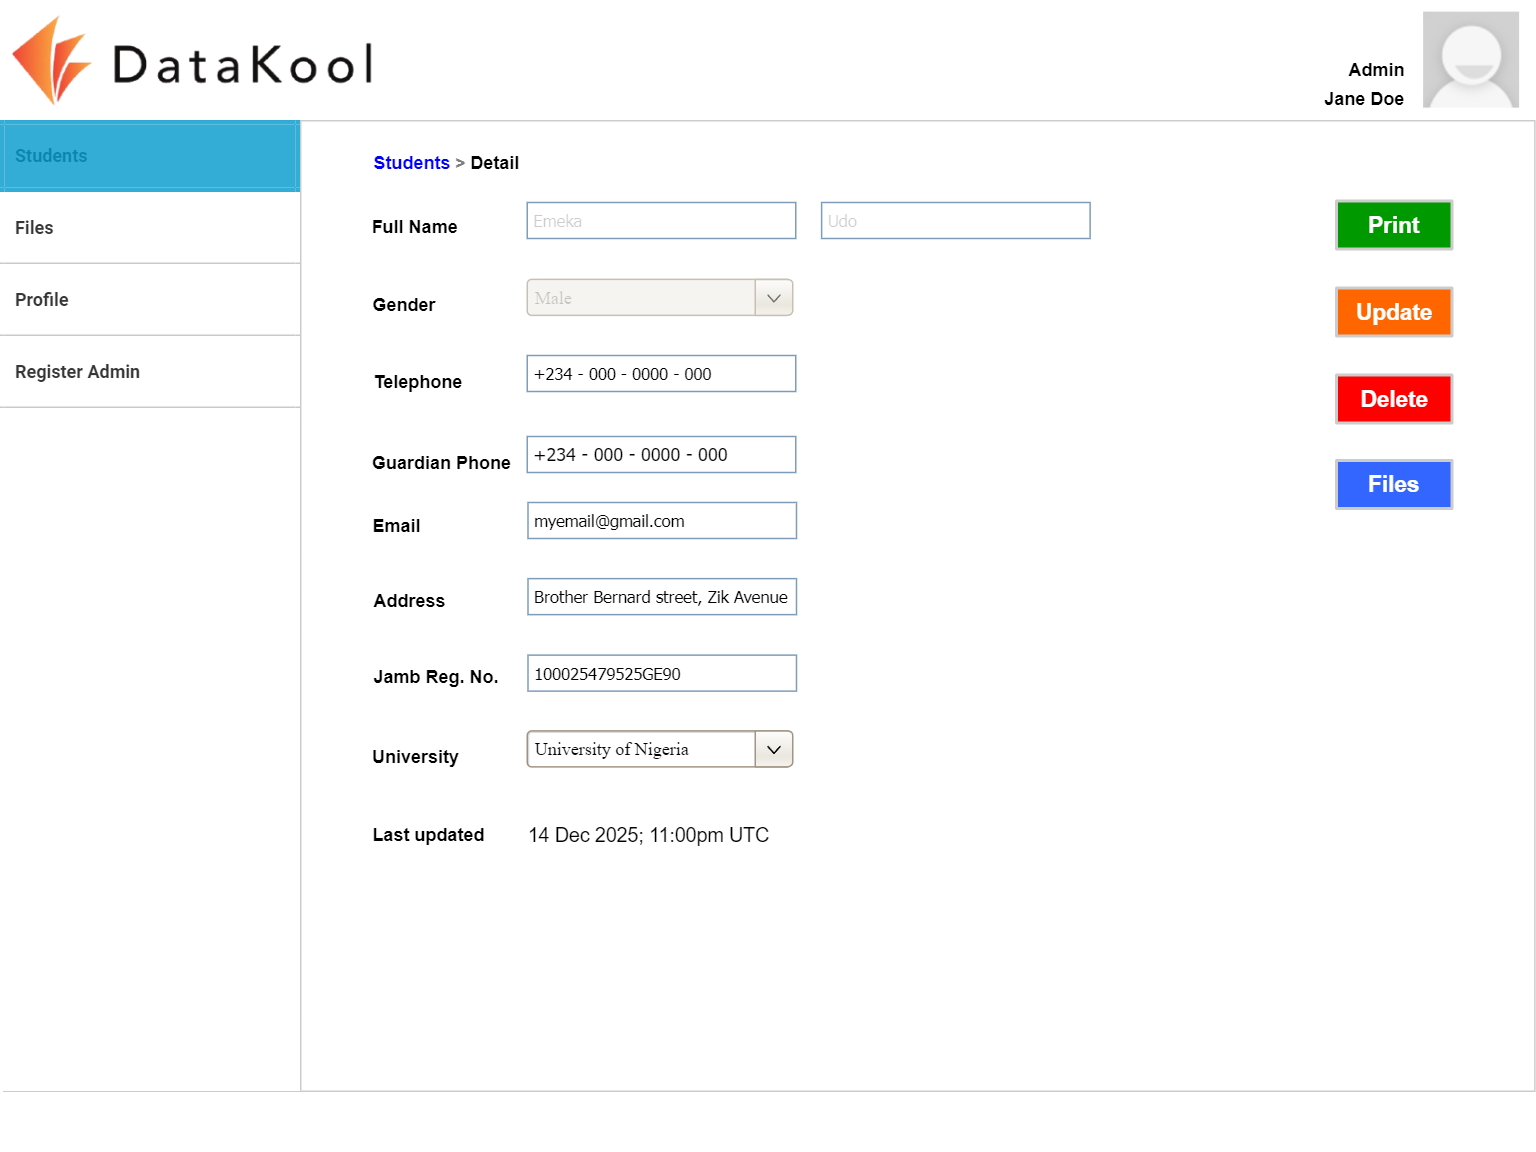 DataKool
Admin
Jane Doe
Students
Files
Profile
Register Admin
Students > Detail
Full Name Emeka Udo
Gender Male
Telephone +234 - 000 - 0000 - 000
Guardian Phone +234 - 000 - 0000 - 000
Email myemail@gmail.com
Address Brother Bernard street, Zik Avenue
Jamb Reg. No. 100025479525GE90
University University of Nigeria
Last updated 14 Dec 2025; 11:00pm UTC
Print
Update
Delete
Files